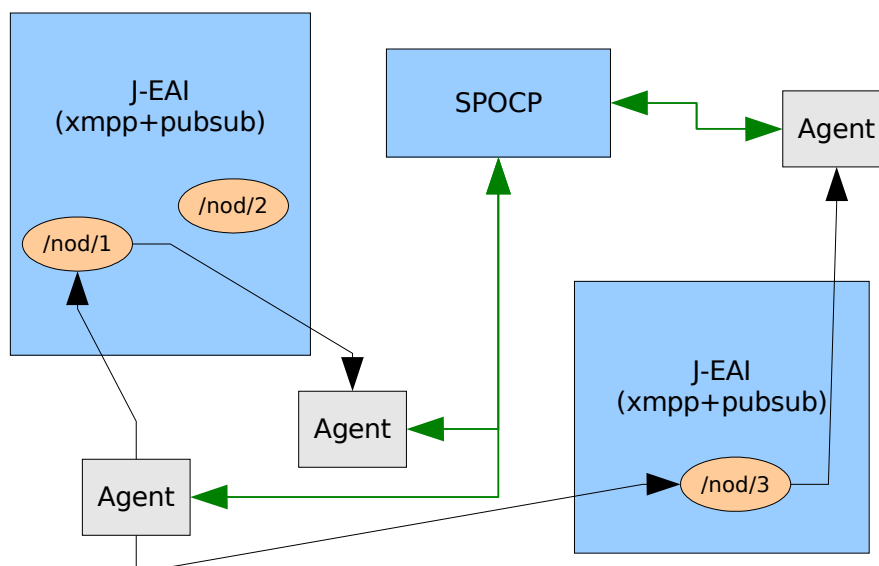 J-EAI
(xmpp+pubsub)
/nod/2
/nod/1
SPOCP
Agent
Agent
Agent
J-EAI
(xmpp+pubsub)
/nod/3